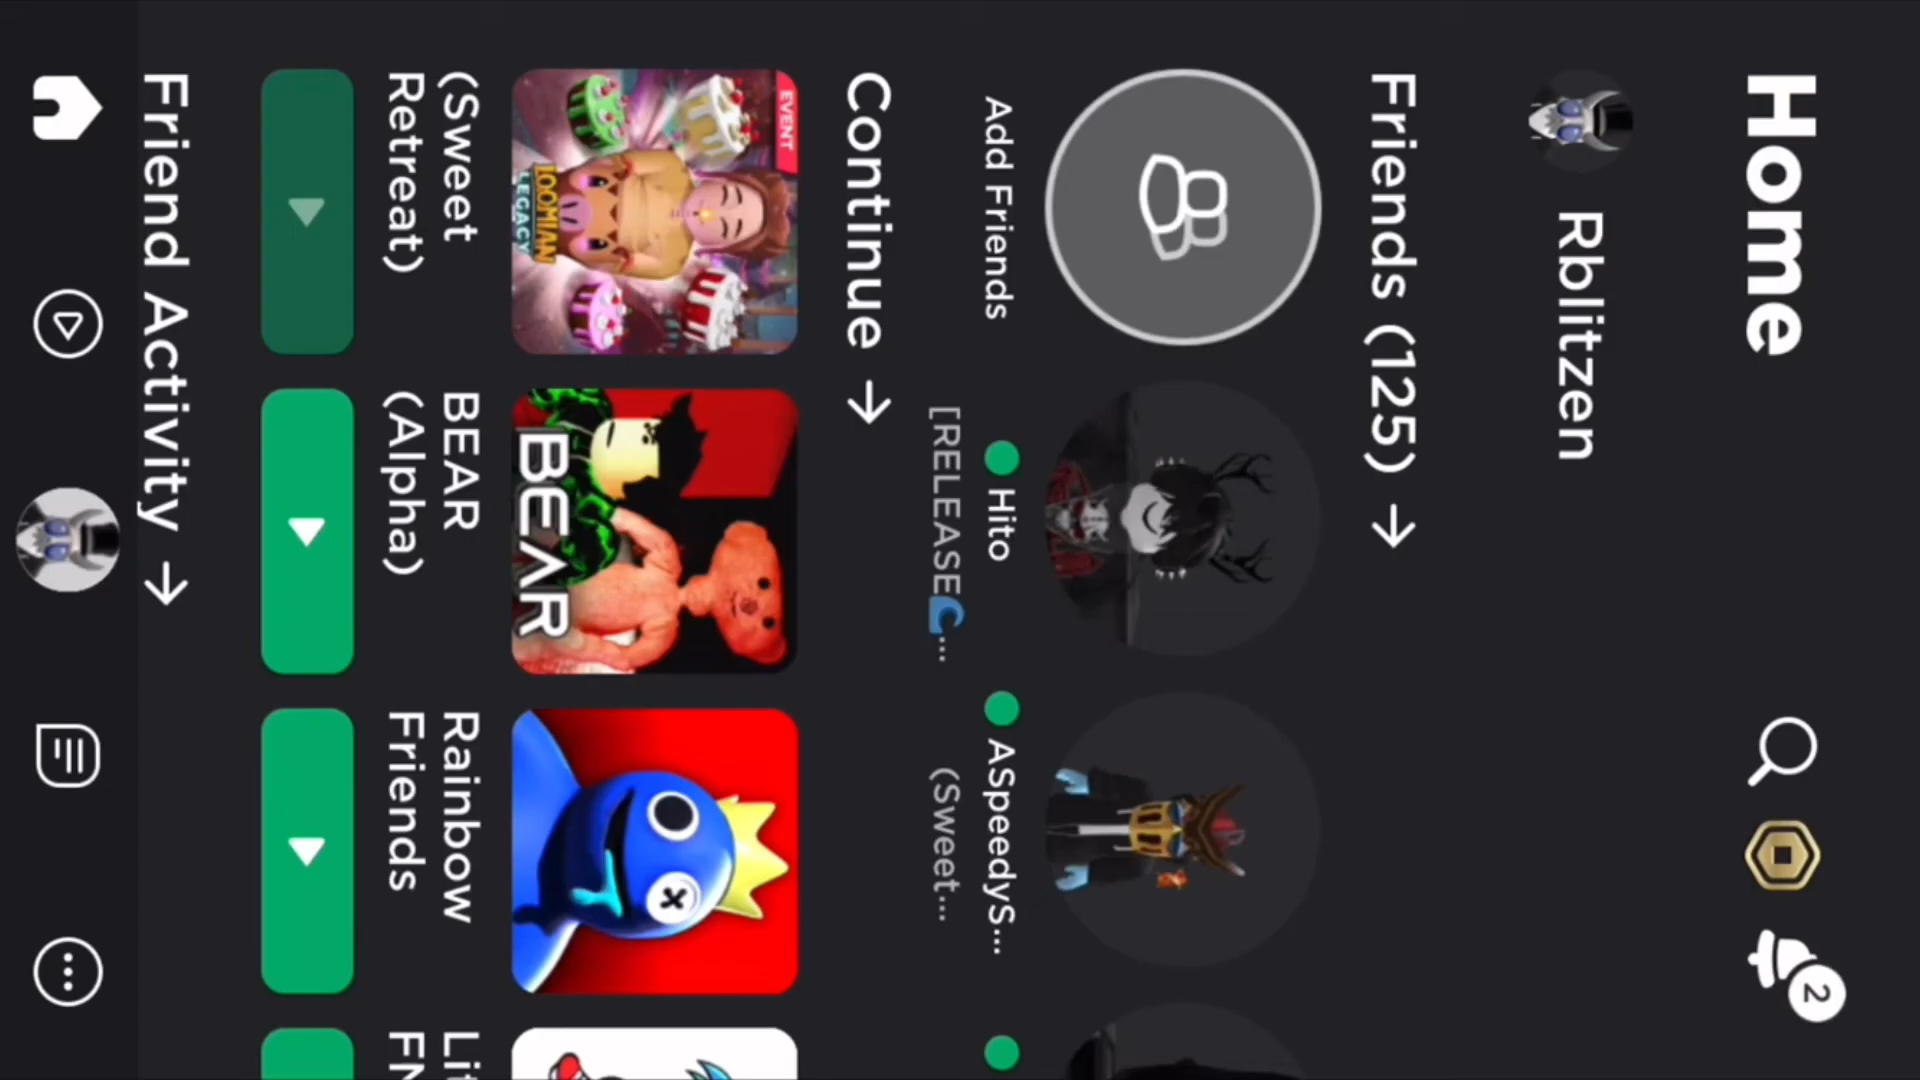 Home
2
Rblitzen
Friends (125) →
Add Friends
Hito
[RELEASE🌊...
ASpeedyS...
(Sweet...
Continue →
EVENT
LOOMIAN
LEGACY
(Sweet
Retreat)
BEAR
BEAR
(Alpha)
Rainbow
Friends
Friend Activity →